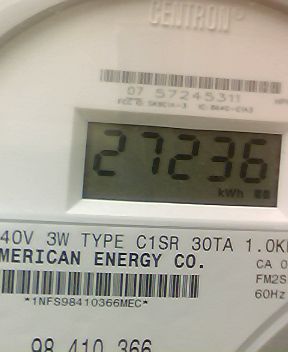 CENTRON®
07 57245311
27236
kWh
40V 3W TYPE C1SR 30TA 1.0K
MERICAN ENERGY CO.
CA 0
FM2S
*1NFS98410366MEC*
60Hz
98 410 366